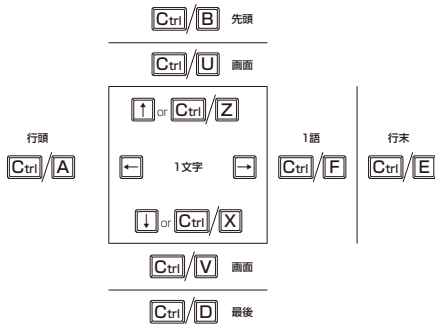 Ctrl/B 先頭
Ctrl/U 画面
↑ or Ctrl/Z
行頭 1語 行末
Ctrl/A ← 1文字 → Ctrl/F Ctrl/E
↓ or Ctrl/X
Ctrl/V 画面
Ctrl/D 最後